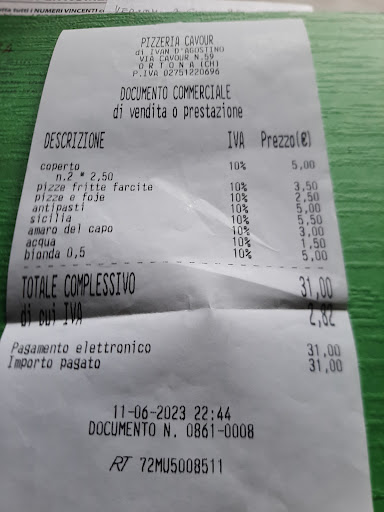 tutti i NUMERI VINCENTI
PIZZERIA CAVOUR
di IVAN D'AGOSTINO
VIA CAVOUR N.59
ORTONA (CH)
P.IVA 02751220696
DOCUMENTO COMMERCIALE
di vendita o prestazione
DESCRIZIONE IVA Prezzo(€)
coperto 10% 5,00
n.2 * 2,50
pizze fritte farcite 10% 3,50
pizze e foje 10% 2,50
antipasti 10% 5,00
sicilia 10% 5,50
amaro del capo 10% 3,00
acqua 10% 1,50
bionda 0,5 10% 5,00
TOTALE COMPLESSIVO 31,00
di cui IVA 2,82
Pagamento elettronico 31,00
Importo pagato 31,00
11-06-2023 22:44
DOCUMENTO N. 0861-0008
RT 72MU5008511